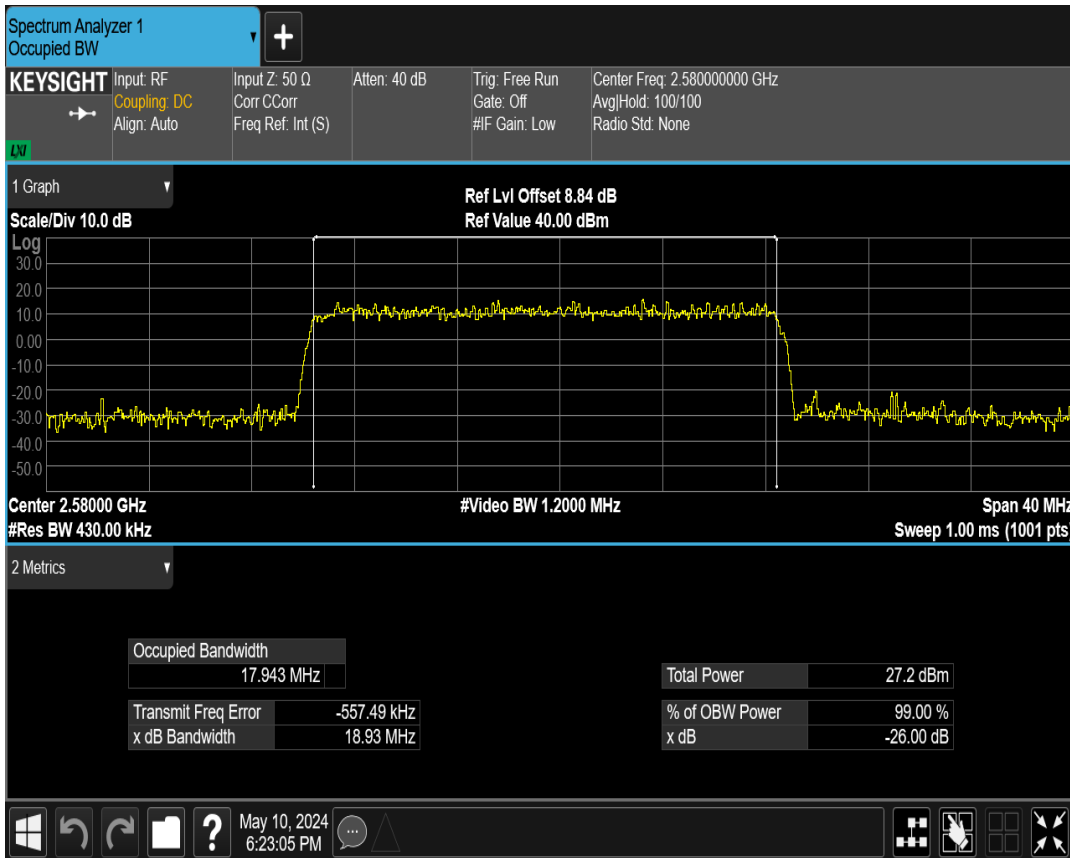 Spectrum Analyzer 1
Occupied BW
+
KEYSIGHT
LXI
Input: RF
Coupling: DC
Align: Auto
Input Z: 50 Ω
Corr CCorr
Freq Ref: Int (S)
Atten: 40 dB
Trig: Free Run
Gate: Off
#IF Gain: Low
Center Freq: 2.580000000 GHz
Avg|Hold: 100/100
Radio Std: None
1 Graph
Scale/Div 10.0 dB
Ref Lvl Offset 8.84 dB
Ref Value 40.00 dBm
Log
30.0
20.0
10.0
0.00
-10.0
-20.0
-30.0
-40.0
-50.0
Center 2.58000 GHz
#Video BW 1.2000 MHz
Span 40 MHz
#Res BW 430.00 kHz
Sweep 1.00 ms (1001 pts)
2 Metrics
Occupied Bandwidth
17.943 MHz
Total Power 27.2 dBm
Transmit Freq Error -557.49 kHz
% of OBW Power 99.00 %
x dB Bandwidth 18.93 MHz
x dB -26.00 dB
?
May 10, 2024
6:23:05 PM